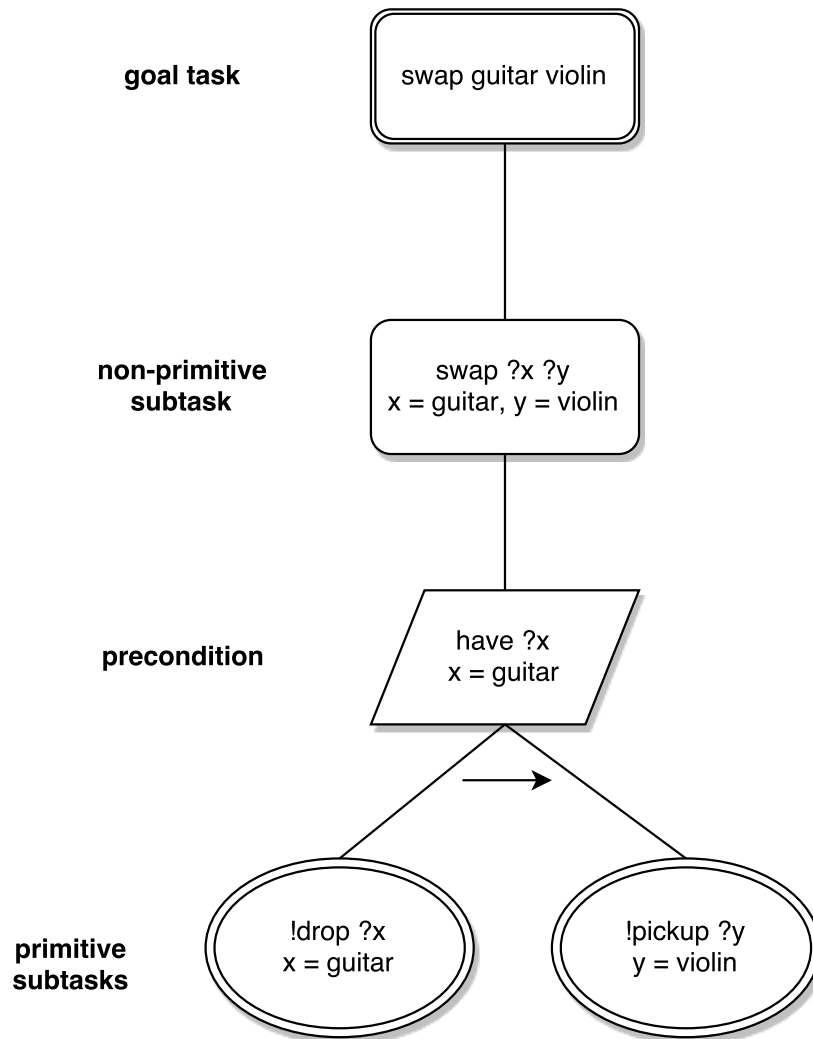 goal task
swap guitar violin
non-primitive
subtask
swap ?x ?y
x = guitar, y = violin
precondition
have ?x
x = guitar
primitive
subtasks
!drop ?x
x = guitar
!pickup ?y
y = violin